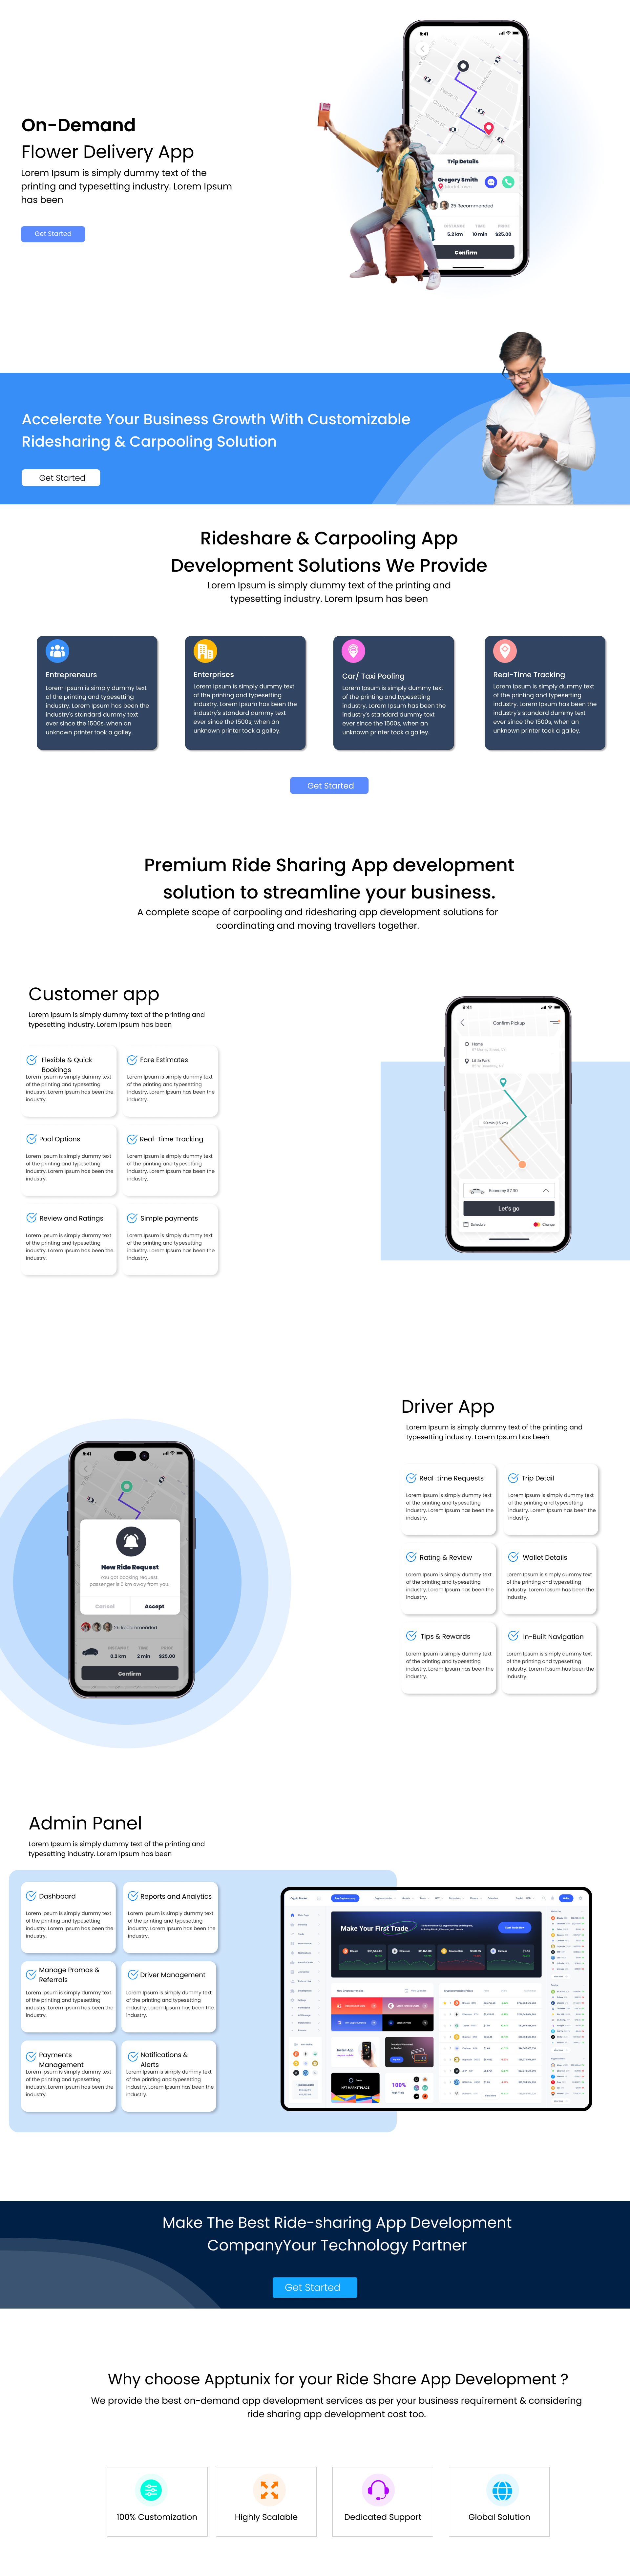 On-Demand
Flower Delivery App
Lorem Ipsum is simply dummy text of the
printing and typesetting industry. Lorem Ipsum
has been
Get Started
9:41
Trip Details
Gregory Smith
25 Recommended
DISTANCE TIME PRICE
5.2 km 10 min $25.00
Confirm
Accelerate Your Business Growth With Customizable
Ridesharing & Carpooling Solution
Get Started
Rideshare & Carpooling App
Development Solutions We Provide
Lorem Ipsum is simply dummy text of the printing and
typesetting industry. Lorem Ipsum has been
Entrepreneurs
Lorem Ipsum is simply dummy text
of the printing and typesetting
industry. Lorem Ipsum has been the
industry's standard dummy text
ever since the 1500s, when an
unknown printer took a galley.
Enterprises
Lorem Ipsum is simply dummy text
of the printing and typesetting
industry. Lorem Ipsum has been the
industry's standard dummy text
ever since the 1500s, when an
unknown printer took a galley.
Car/ Taxi Pooling
Lorem Ipsum is simply dummy text
of the printing and typesetting
industry. Lorem Ipsum has been the
industry's standard dummy text
ever since the 1500s, when an
unknown printer took a galley.
Real-Time Tracking
Lorem Ipsum is simply dummy text
of the printing and typesetting
industry. Lorem Ipsum has been the
industry's standard dummy text
ever since the 1500s, when an
unknown printer took a galley.
Get Started
Premium Ride Sharing App development
solution to streamline your business.
A complete scope of carpooling and ridesharing app development solutions for
coordinating and moving travellers together.
Customer app
Lorem Ipsum is simply dummy text of the printing and
typesetting industry. Lorem Ipsum has been
Flexible & Quick
Bookings
Lorem Ipsum is simply dummy text
of the printing and typesetting
industry. Lorem Ipsum has been the
industry.
Fare Estimates
Lorem Ipsum is simply dummy text
of the printing and typesetting
industry. Lorem Ipsum has been the
industry.
Pool Options
Lorem Ipsum is simply dummy text
of the printing and typesetting
industry. Lorem Ipsum has been the
industry.
Real-Time Tracking
Lorem Ipsum is simply dummy text
of the printing and typesetting
industry. Lorem Ipsum has been the
industry.
Review and Ratings
Lorem Ipsum is simply dummy text
of the printing and typesetting
industry. Lorem Ipsum has been the
industry.
Simple payments
Lorem Ipsum is simply dummy text
of the printing and typesetting
industry. Lorem Ipsum has been the
industry.
9:41
Confirm Pickup
Home
Little Park
20 min (15 km)
Economy $7.50
Let's go
Schedule
Change
Driver App
Lorem Ipsum is simply dummy text of the printing and
typesetting industry. Lorem Ipsum has been
Real-time Requests
Lorem Ipsum is simply dummy text
of the printing and typesetting
industry. Lorem Ipsum has been the
industry.
Trip Detail
Lorem Ipsum is simply dummy text
of the printing and typesetting
industry. Lorem Ipsum has been the
industry.
Rating & Review
Lorem Ipsum is simply dummy text
of the printing and typesetting
industry. Lorem Ipsum has been the
industry.
Wallet Details
Lorem Ipsum is simply dummy text
of the printing and typesetting
industry. Lorem Ipsum has been the
industry.
Tips & Rewards
Lorem Ipsum is simply dummy text
of the printing and typesetting
industry. Lorem Ipsum has been the
industry.
In-Built Navigation
Lorem Ipsum is simply dummy text
of the printing and typesetting
industry. Lorem Ipsum has been the
industry.
9:41
New Ride Request
You got booking request,
passenger is 5 km away from you.
Cancel Accept
25 Recommended
DISTANCE TIME PRICE
0.2 km 2 min $25.00
Confirm
Admin Panel
Lorem Ipsum is simply dummy text of the printing and
typesetting industry. Lorem Ipsum has been
Dashboard
Lorem Ipsum is simply dummy text
of the printing and typesetting
industry. Lorem Ipsum has been the
industry.
Reports and Analytics
Lorem Ipsum is simply dummy text
of the printing and typesetting
industry. Lorem Ipsum has been the
industry.
Manage Promos &
Referrals
Lorem Ipsum is simply dummy text
of the printing and typesetting
industry. Lorem Ipsum has been the
industry.
Driver Management
Lorem Ipsum is simply dummy text
of the printing and typesetting
industry. Lorem Ipsum has been the
industry.
Payments
Management
Lorem Ipsum is simply dummy text
of the printing and typesetting
industry. Lorem Ipsum has been the
industry.
Notifications &
Alerts
Lorem Ipsum is simply dummy text
of the printing and typesetting
industry. Lorem Ipsum has been the
industry.
Make Your First Trade
Start Trade Now
Install App
NFT MARKETPLACE
100%
Make The Best Ride-sharing App Development
CompanyYour Technology Partner
Get Started
Why choose Apptunix for your Ride Share App Development ?
We provide the best on-demand app development services as per your business requirement & considering
ride sharing app development cost too.
100% Customization
Highly Scalable
Dedicated Support
Global Solution